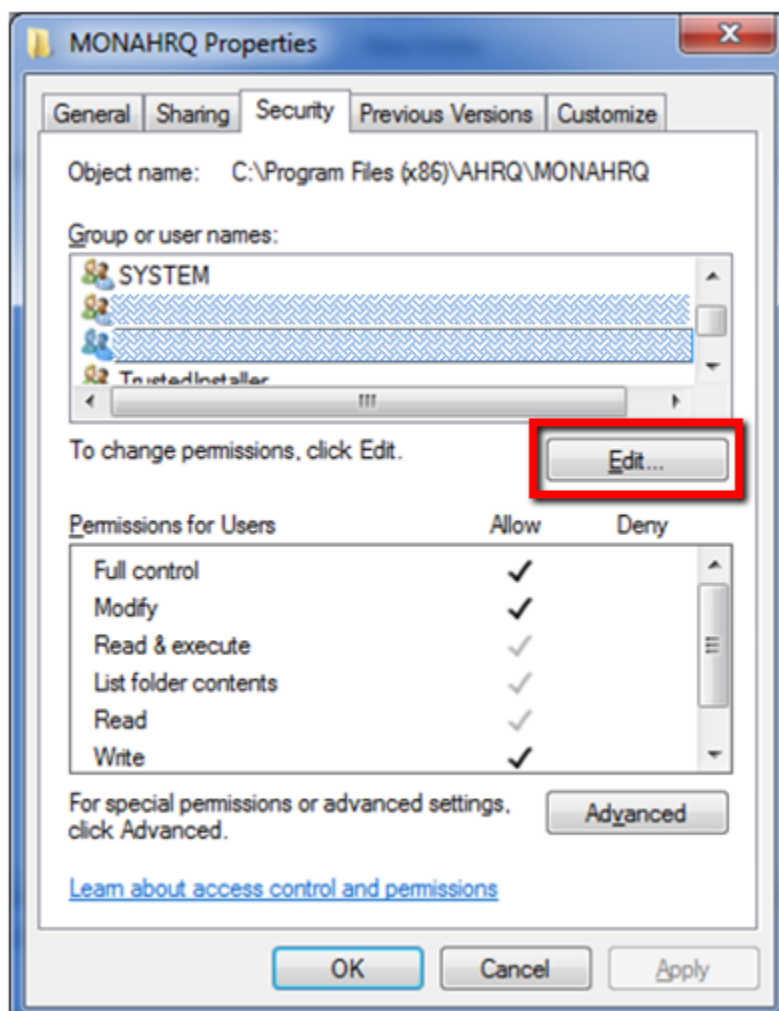 MONAHRQ Properties
General Sharing Security Previous Versions Customize
Object name: C:\Program Files (x86)\AHRQ\MONAHRQ
Group or user names:
SYSTEM
TrustedInstaller
To change permissions, click Edit.
Edit...
Permissions for Users Allow Deny
Full control
Modify
Read & execute
List folder contents
Read
Write
For special permissions or advanced settings,
click Advanced.
Advanced
Learn about access control and permissions
OK Cancel Apply